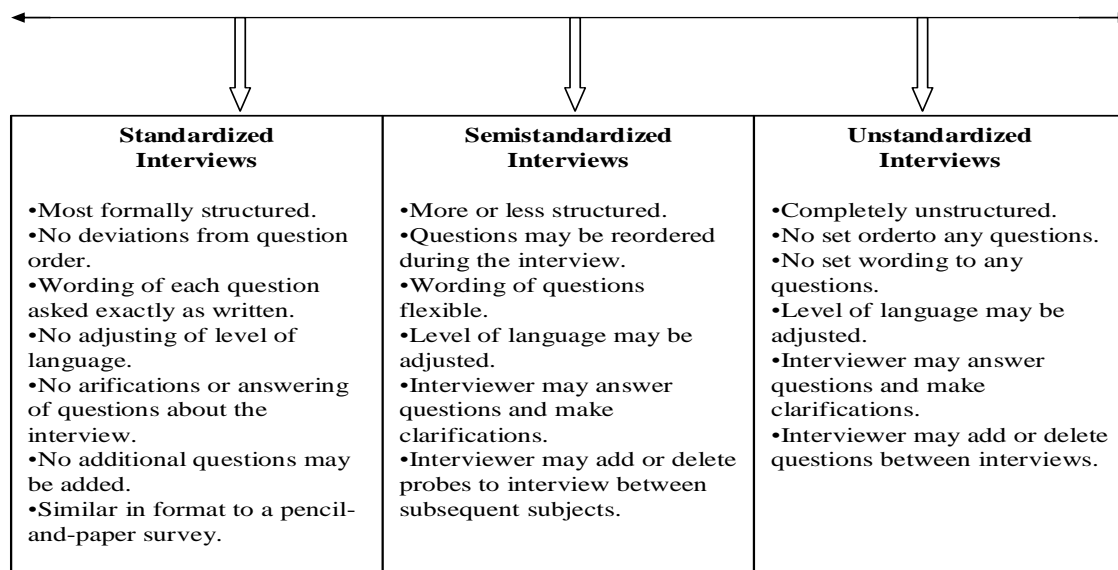 Standardized
Interviews
•Most formally structured.
•No deviations from question
order.
•Wording of each question
asked exactly as written.
•No adjusting of level of
language.
•No arifications or answering
of questions about the
interview.
•No additional questions may
be added.
•Similar in format to a pencil-
and-paper survey.
Semistandardized
Interviews
•More or less structured.
•Questions may be reordered
during the interview.
•Wording of questions
flexible.
•Level of language may be
adjusted.
•Interviewer may answer
questions and make
clarifications.
•Interviewer may add or delete
probes to interview between
subsequent subjects.
Unstandardized
Interviews
•Completely unstructured.
•No set orderto any questions.
•No set wording to any
questions.
•Level of language may be
adjusted.
•Interviewer may answer
questions and make
clarifications.
•Interviewer may add or delete
questions between interviews.